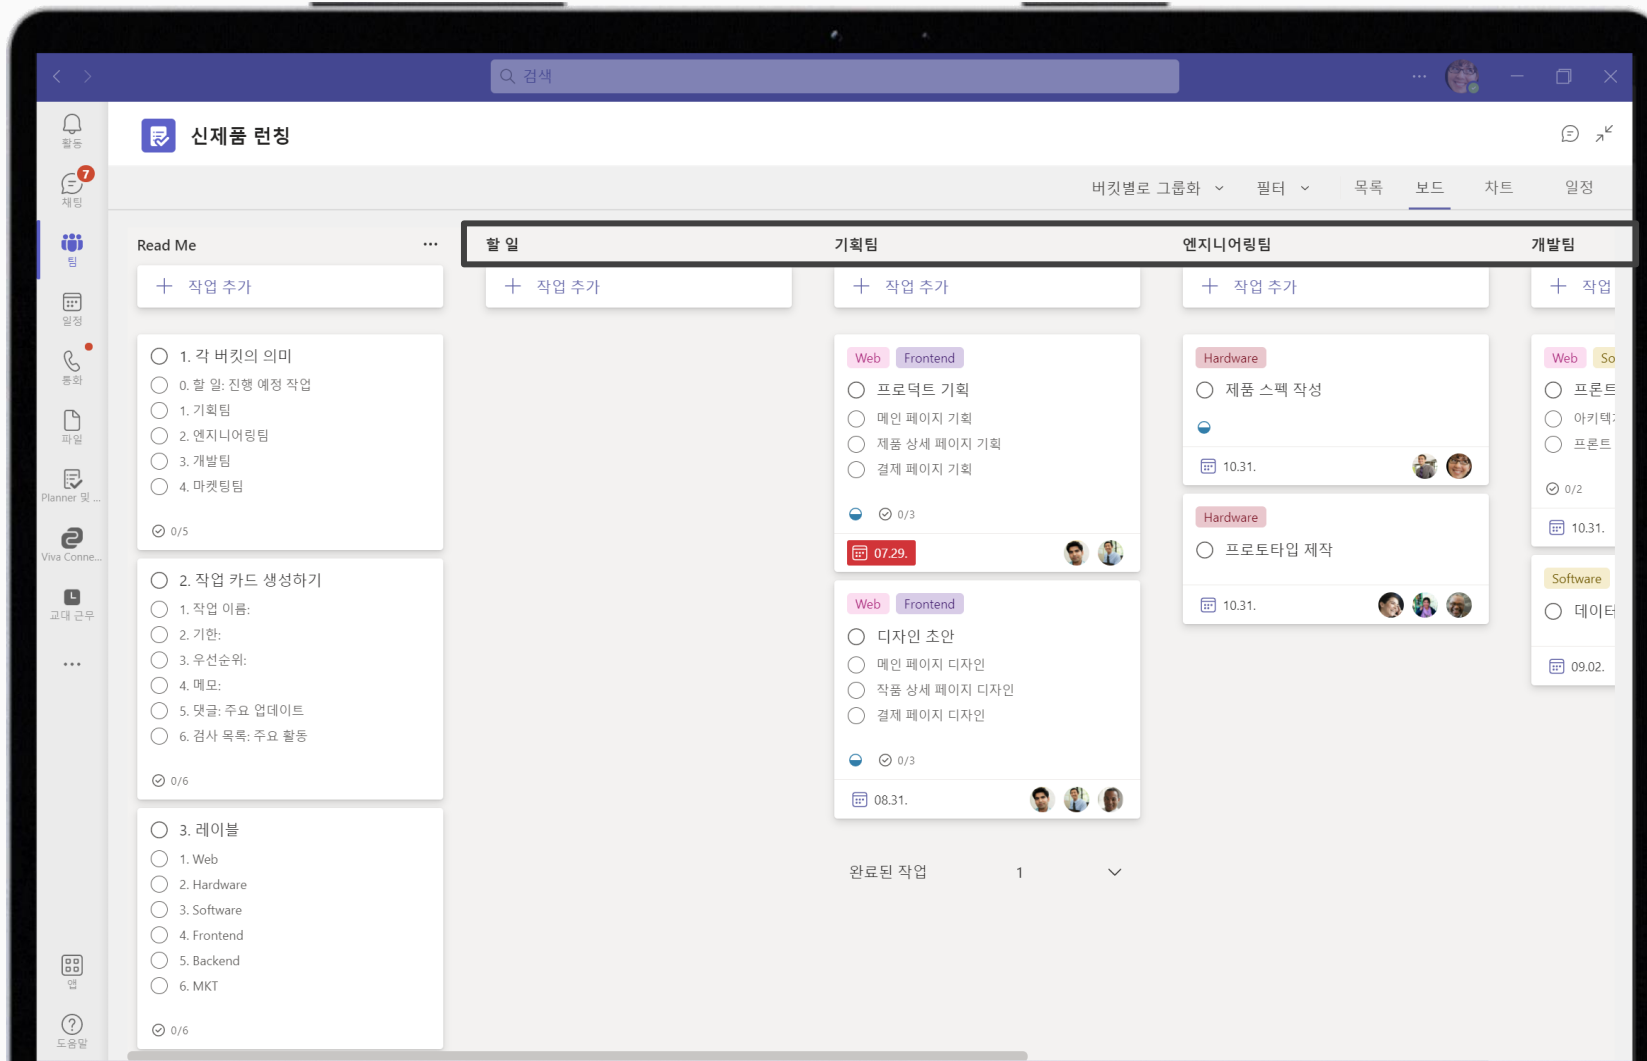 검색
활동
7
채팅
팀
일정
통화
파일
Planner 및 ...
Viva Conne...
교대 근무
앱
도움말
신제품 런칭
버킷별로 그룹화 필터 목록 보드 차트 일정
Read Me
작업 추가
1. 각 버킷의 의미
0. 할 일: 진행 예정 작업
1. 기획팀
2. 엔지니어링팀
3. 개발팀
4. 마켓팅팀
0/5
2. 작업 카드 생성하기
1. 작업 이름:
2. 기한:
3. 우선순위:
4. 메모:
5. 댓글: 주요 업데이트
6. 검사 목록: 주요 활동
0/6
3. 레이블
1. Web
2. Hardware
3. Software
4. Frontend
5. Backend
6. MKT
0/6
할 일
작업 추가
기획팀
작업 추가
Web Frontend
프로덕트 기획
메인 페이지 기획
제품 상세 페이지 기획
결제 페이지 기획
0/3
07.29.
Web Frontend
디자인 초안
메인 페이지 디자인
작품 상세 페이지 디자인
결제 페이지 디자인
0/3
08.31.
완료된 작업 1
엔지니어링팀
작업 추가
Hardware
제품 스펙 작성
10.31.
Hardware
프로토타입 제작
10.31.
개발팀
작업
Web So
프론트
아키텍
프론트
0/2
10.31.
Software
데이터
09.02.